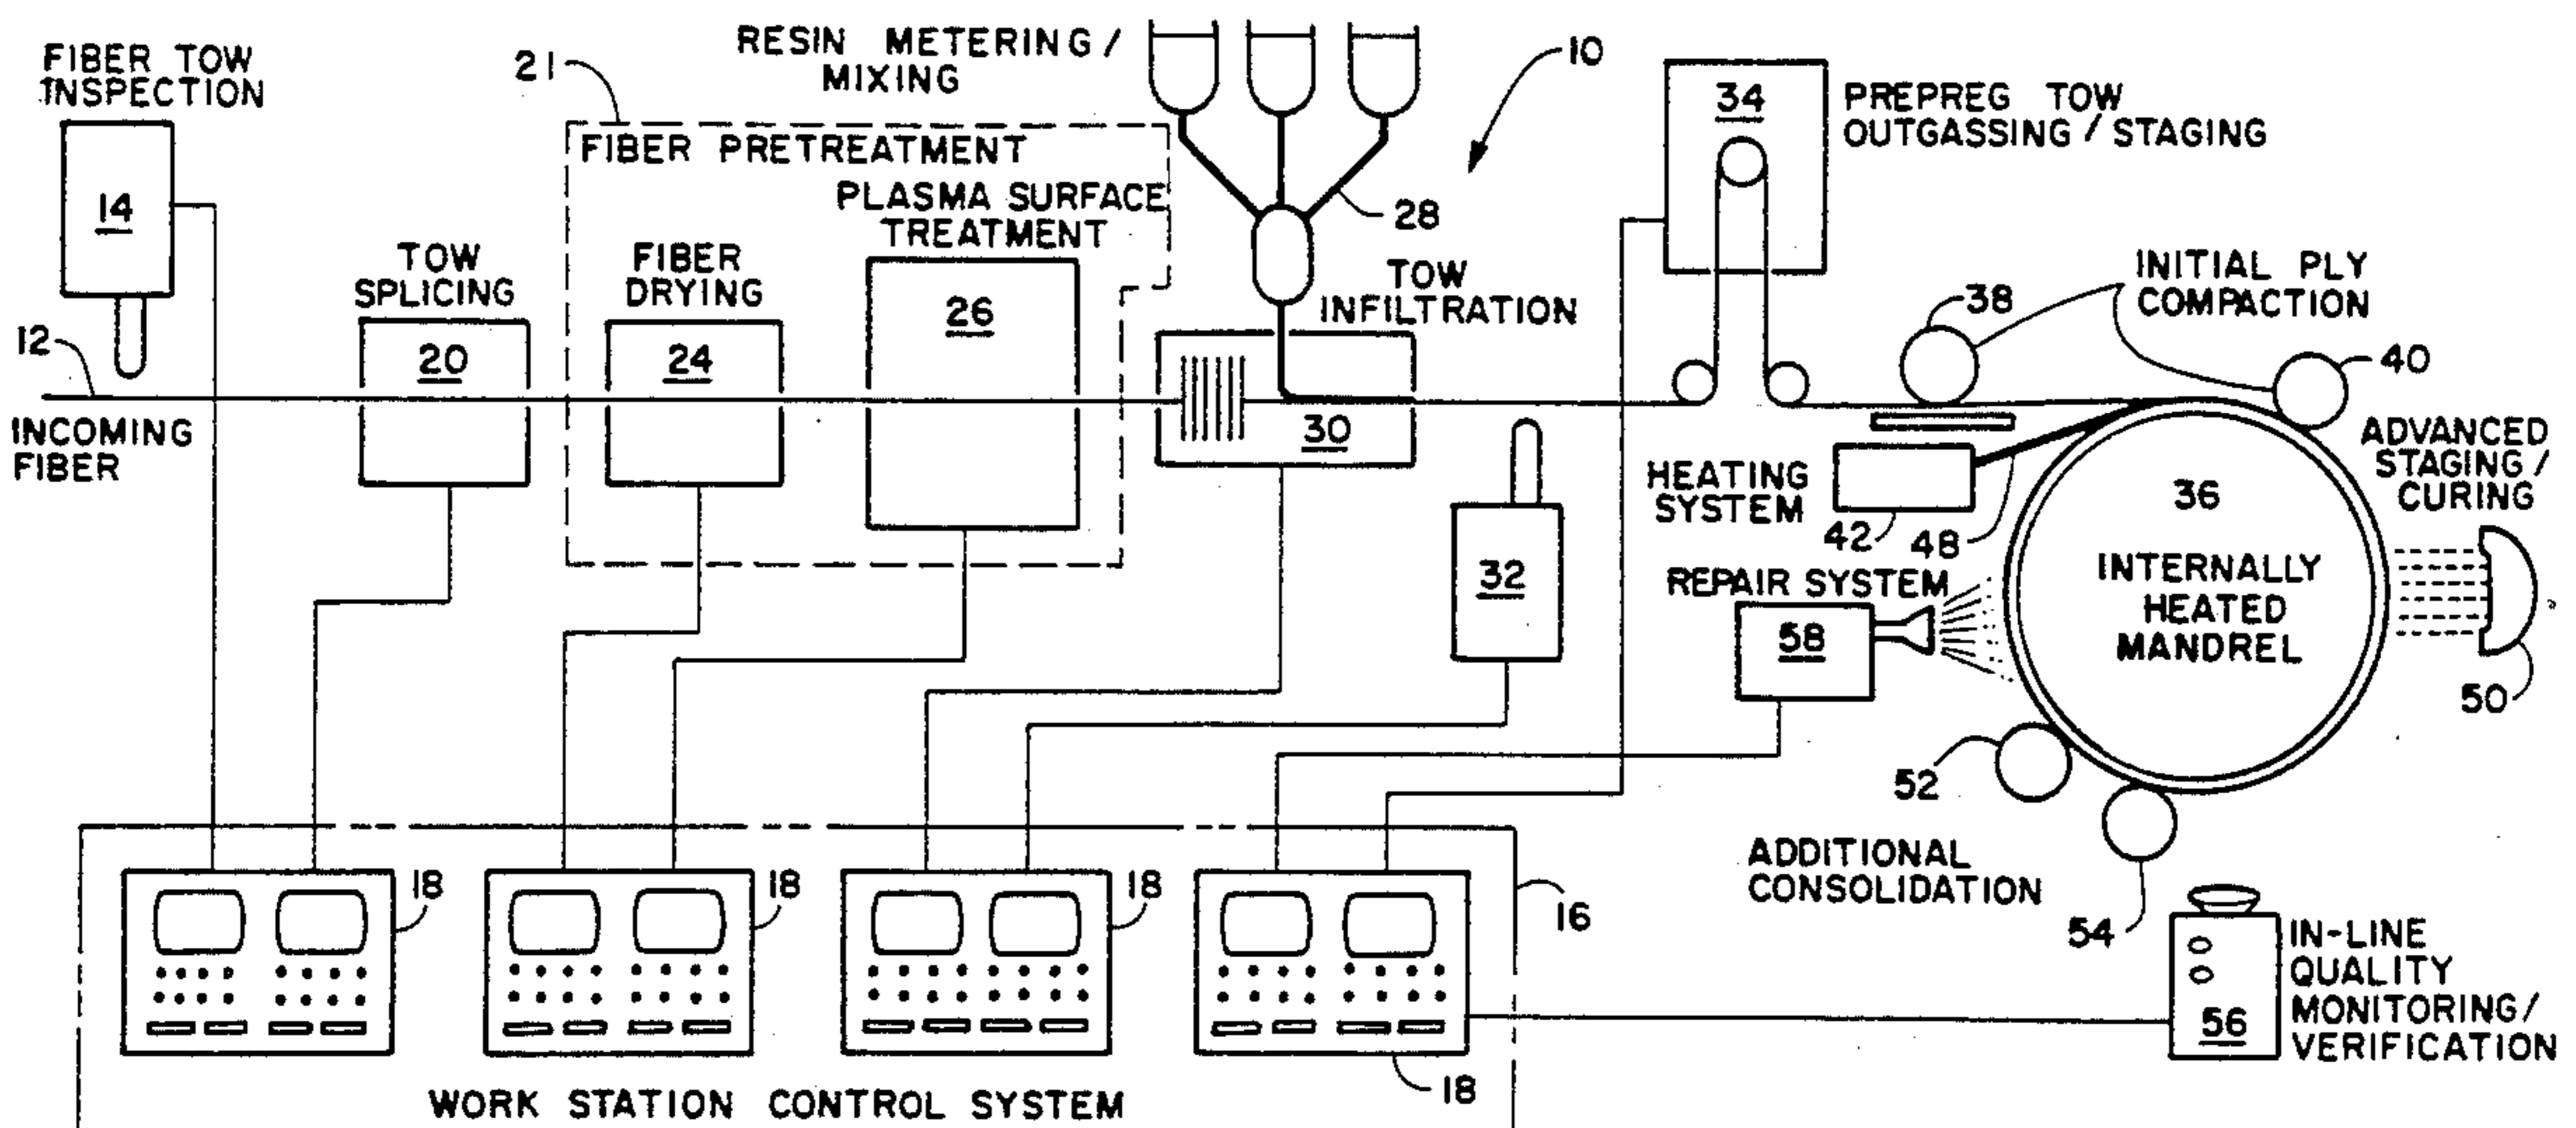 FIBER TOW
INSPECTION
14
12
INCOMING
FIBER
TOW
SPLICING
20
21
FIBER PRETREATMENT
FIBER
DRYING
24
PLASMA SURFACE
TREATMENT
26
RESIN METERING /
MIXING
28
10
TOW
INFILTRATION
30
32
34
PREPREG TOW
OUTGASSING / STAGING
INITIAL PLY
COMPACTION
38
40
HEATING
SYSTEM
42
48
36
INTERNALLY
HEATED
MANDREL
ADVANCED
STAGING /
CURING
50
REPAIR SYSTEM
58
52
54
ADDITIONAL
CONSOLIDATION
18
18
18
18
16
WORK STATION CONTROL SYSTEM
56
IN-LINE
QUALITY
MONITORING/
VERIFICATION